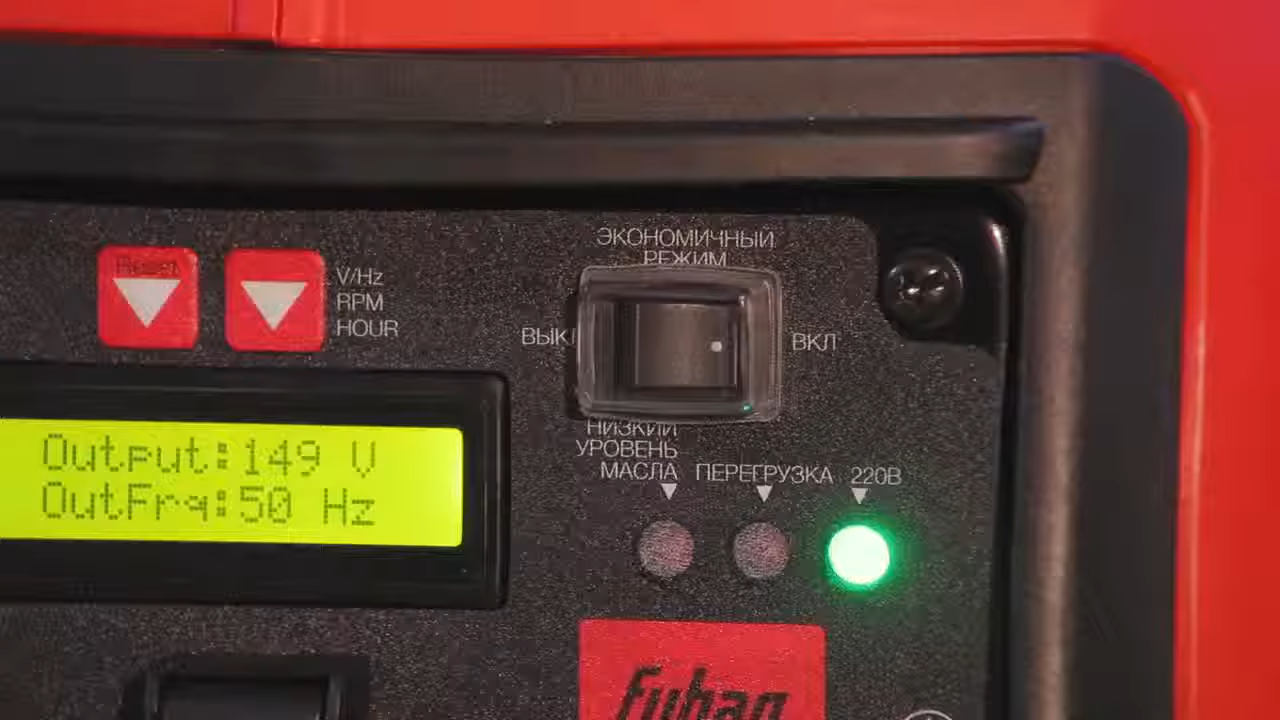 ЭКОНОМИЧНЫЙ
РЕЖИМ
Reset
V/Hz
RPM
HOUR
ВЫКЛ
ВКЛ
Output:149 V
OutFrq:50 Hz
НИЗКИЙ
УРОВЕНЬ
МАСЛА
ПЕРЕГРУЗКА
220В
Fubag